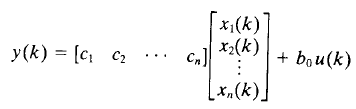 y(k) = [c₁ c₂ ⋯ cₙ] [x₁(k) x₂(k) ⋮ xₙ(k)] + b₀u(k)